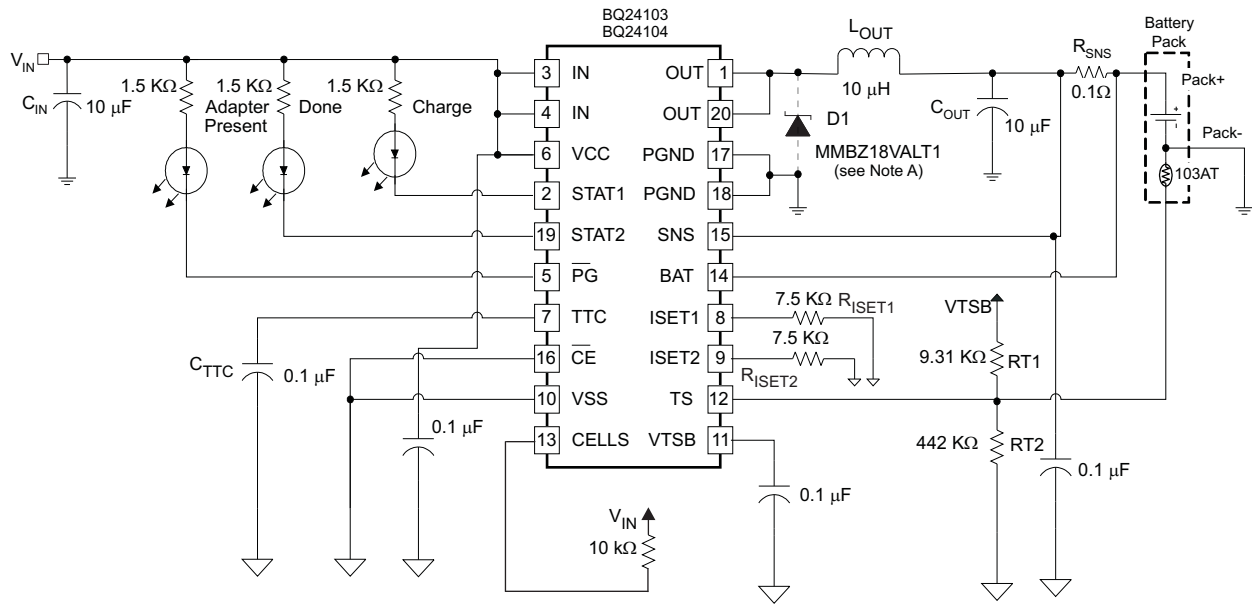 BQ24103
BQ24104
V_IN
C_IN
10 μF
1.5 KΩ
Adapter
Present
1.5 KΩ
Done
1.5 KΩ
Charge
3 IN
4 IN
6 VCC
2 STAT1
19 STAT2
5 P̅G̅
7 TTC
16 C̅E̅
10 VSS
13 CELLS
OUT 1
OUT 20
PGND 17
PGND 18
SNS 15
BAT 14
ISET1 8
ISET2 9
TS 12
VTSB 11
L_OUT
10 μH
D1
MMBZ18VALT1
(see Note A)
C_OUT
10 μF
R_SNS
0.1Ω
Battery
Pack
Pack+
+
-
Pack-
103AT
7.5 KΩ
R_ISET1
7.5 KΩ
R_ISET2
VTSB
9.31 KΩ
RT1
442 KΩ
RT2
0.1 μF
0.1 μF
C_TTC
0.1 μF
0.1 μF
V_IN
10 kΩ